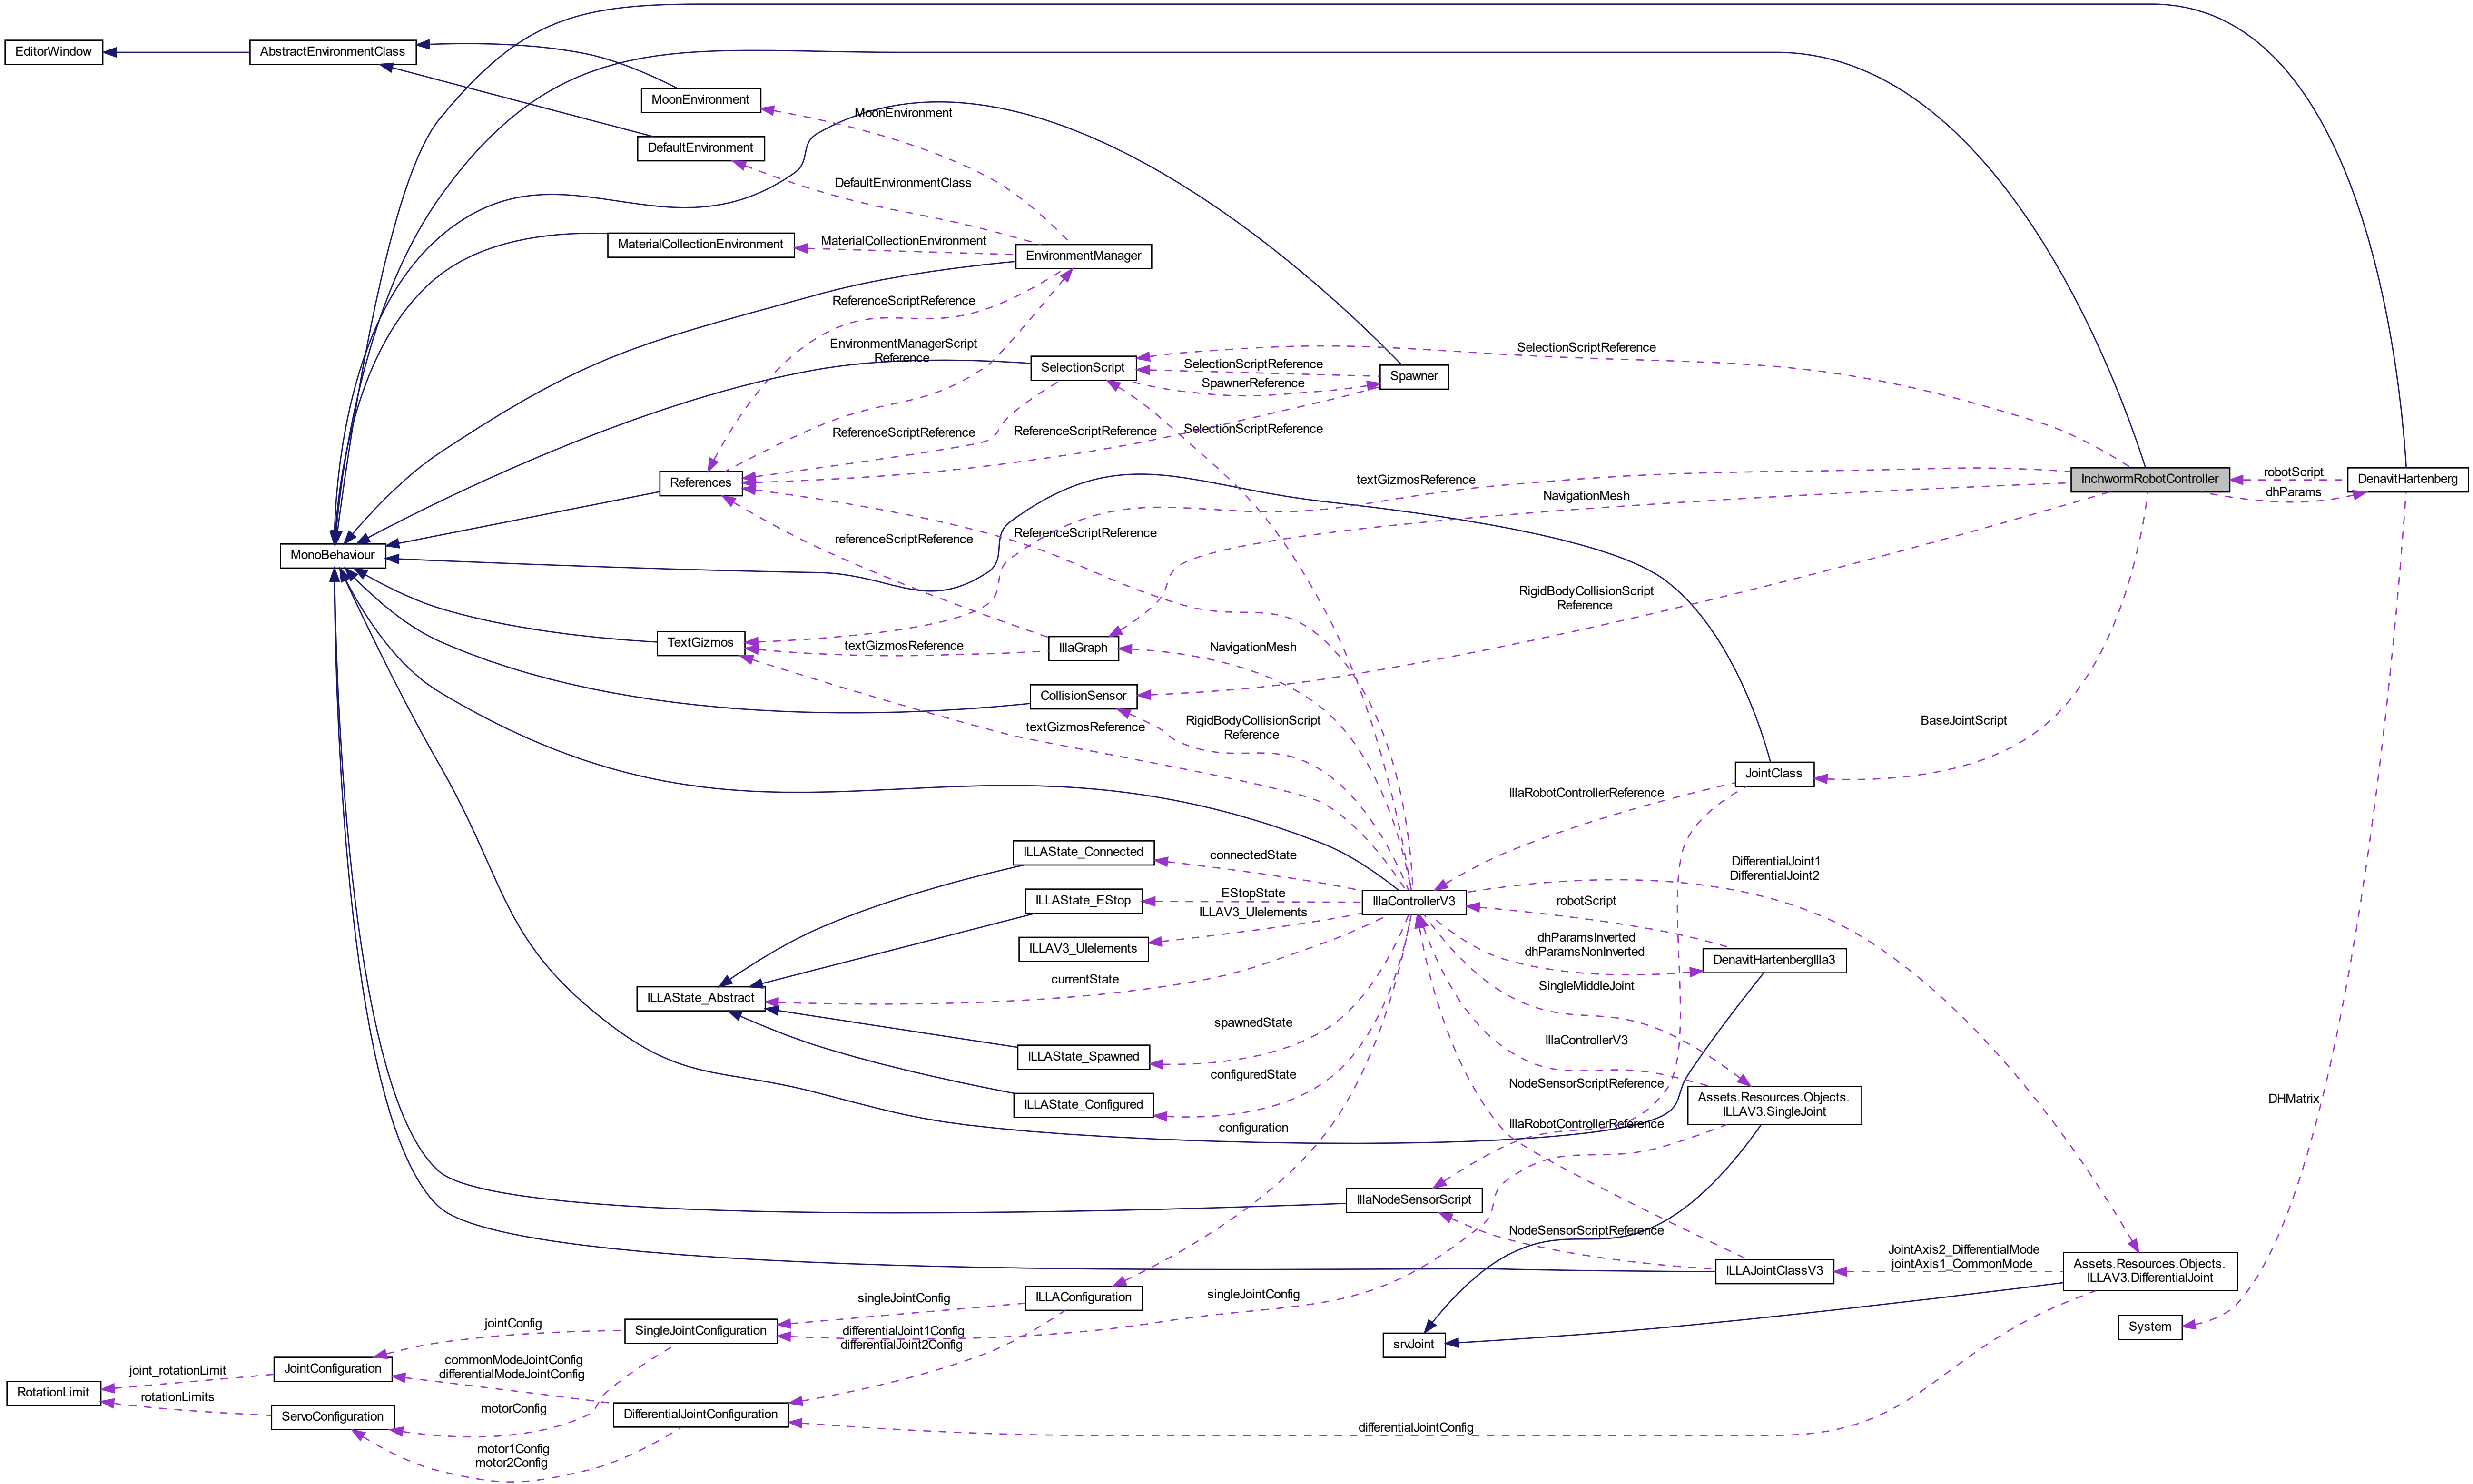 EditorWindow
AbstractEnvironmentClass
MoonEnvironment
MoonEnvironment
DefaultEnvironment
DefaultEnvironmentClass
MaterialCollectionEnvironment
MaterialCollectionEnvironment
EnvironmentManager
ReferenceScriptReference
EnvironmentManagerScript
Reference
SelectionScript
SelectionScriptReference
SpawnerReference
Spawner
SelectionScriptReference
ReferenceScriptReference
ReferenceScriptReference
SelectionScriptReference
References
textGizmosReference
NavigationMesh
InchwormRobotController
robotScript
dhParams
DenavitHartenberg
MonoBehaviour
referenceScriptReference
ReferenceScriptReference
RigidBodyCollisionScript
Reference
TextGizmos
textGizmosReference
IllaGraph
NavigationMesh
CollisionSensor
textGizmosReference
RigidBodyCollisionScript
Reference
BaseJointScript
JointClass
IllaRobotControllerReference
ILLAState_Connected
connectedState
DifferentialJoint1
DifferentialJoint2
ILLAState_EStop
EStopState
IllaControllerV3
robotScript
ILLAV3_UIelements
ILLAV3_UIelements
dhParamsInverted
dhParamsNonInverted
DenavitHartenbergIlla3
ILLAState_Abstract
currentState
SingleMiddleJoint
spawnedState
IllaControllerV3
ILLAState_Spawned
configuredState
NodeSensorScriptReference
ILLAState_Configured
Assets.Resources.Objects.
ILLAV3.SingleJoint
DHMatrix
configuration
IllaRobotControllerReference
IllaNodeSensorScript
NodeSensorScriptReference
ILLAJointClassV3
JointAxis2_DifferentialMode
jointAxis1_CommonMode
Assets.Resources.Objects.
ILLAV3.DifferentialJoint
ILLAConfiguration
singleJointConfig
singleJointConfig
System
SingleJointConfiguration
jointConfig
differentialJoint1Config
differentialJoint2Config
srvJoint
JointConfiguration
joint_rotationLimit
commonModeJointConfig
differentialModeJointConfig
RotationLimit
rotationLimits
motorConfig
ServoConfiguration
DifferentialJointConfiguration
differentialJointConfig
motor1Config
motor2Config